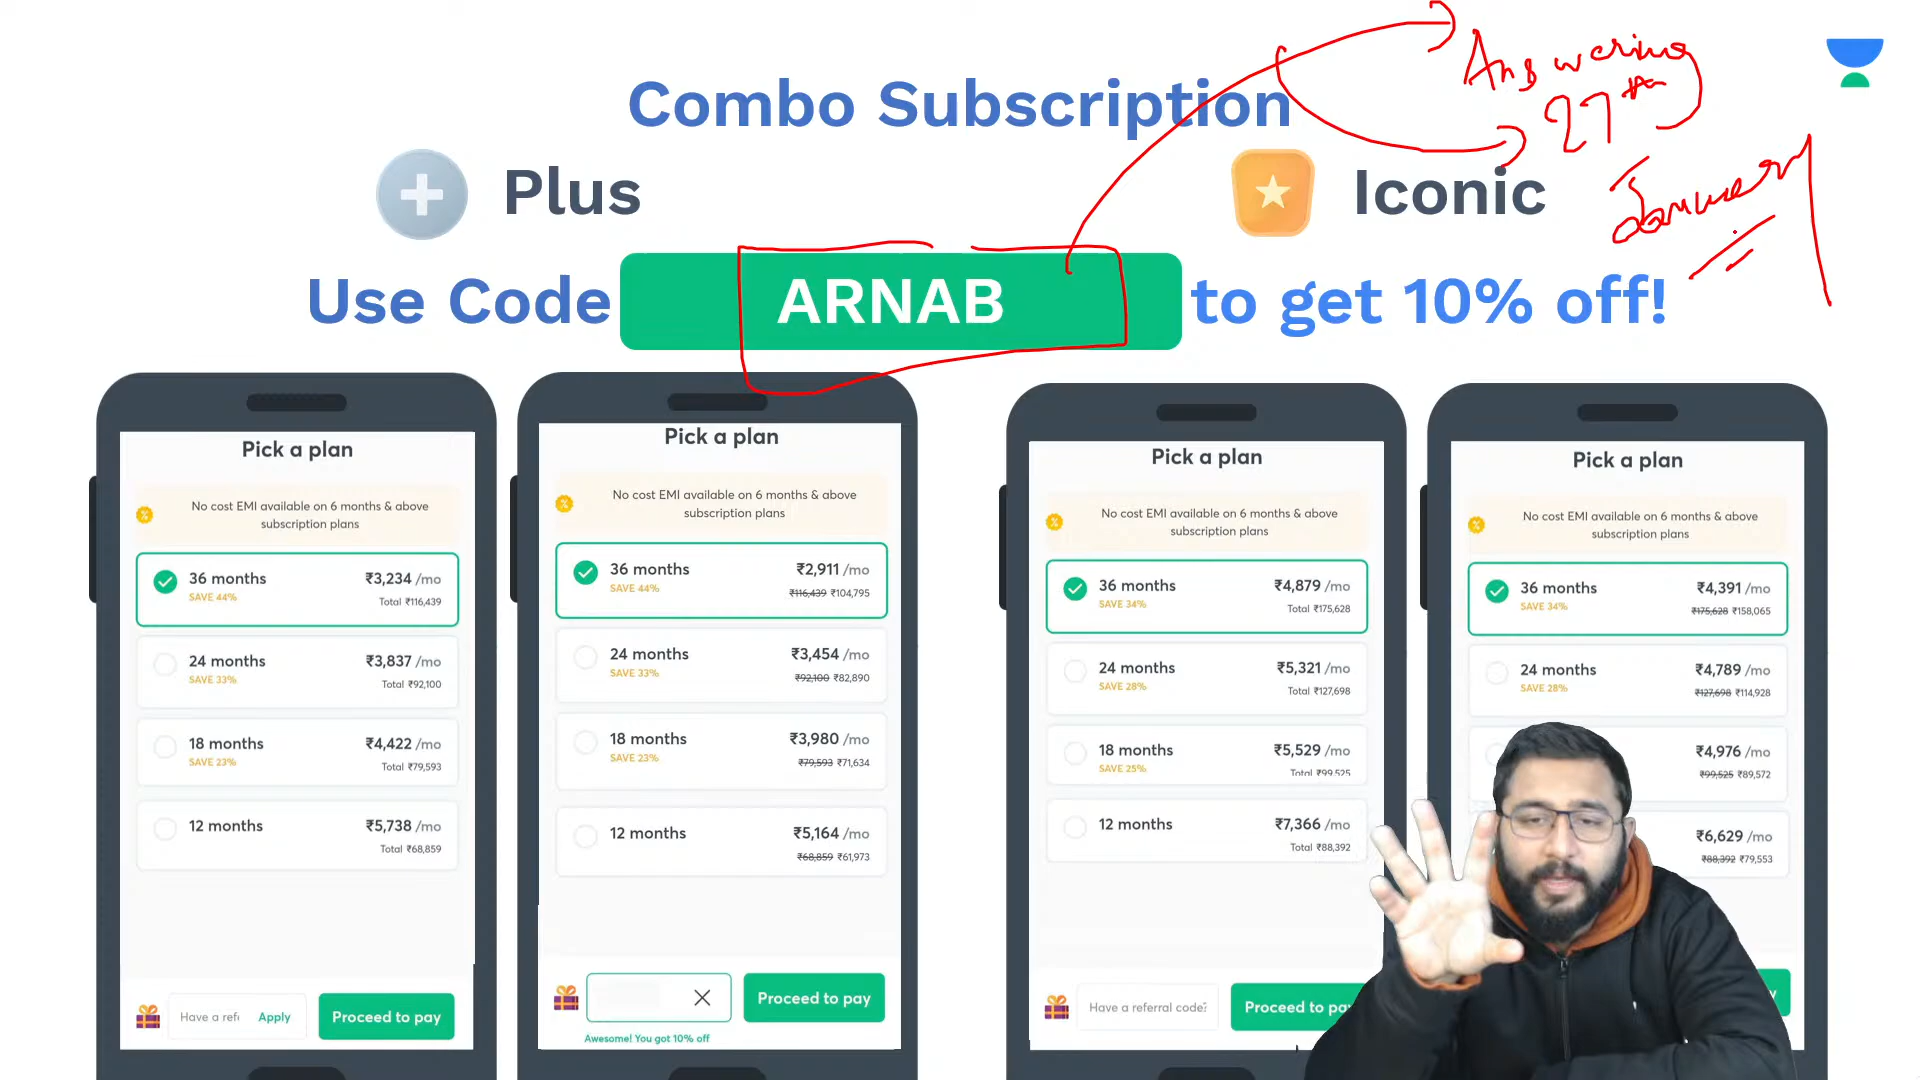 Combo Subscription
Answering
27th
January
Plus
Iconic
Use Code ARNAB to get 10% off!
Pick a plan
No cost EMI available on 6 months & above
subscription plans
36 months ₹3,234 /mo
SAVE 44% Total ₹116,439
24 months ₹3,837 /mo
SAVE 33% Total ₹92,100
18 months ₹4,422 /mo
SAVE 23% Total ₹79,593
12 months ₹5,738 /mo
Total ₹68,859
Have a refe Apply Proceed to pay
Pick a plan
No cost EMI available on 6 months & above
subscription plans
36 months ₹2,911 /mo
SAVE 44% ₹116,439 ₹104,795
24 months ₹3,454 /mo
SAVE 33% ₹92,100 ₹82,890
18 months ₹3,980 /mo
SAVE 23% ₹79,593 ₹71,634
12 months ₹5,164 /mo
₹68,859 ₹61,973
Proceed to pay
Awesome! You got 10% off
Pick a plan
No cost EMI available on 6 months & above
subscription plans
36 months ₹4,879 /mo
SAVE 34% Total ₹175,628
24 months ₹5,321 /mo
SAVE 28% Total ₹127,698
18 months ₹5,529 /mo
SAVE 25% Total ₹99,525
12 months ₹7,366 /mo
Total ₹88,392
Have a referral code? Proceed to pa
Pick a plan
No cost EMI available on 6 months & above
subscription plans
36 months ₹4,391 /mo
SAVE 34% ₹175,628 ₹158,065
24 months ₹4,789 /mo
SAVE 28% ₹127,698 ₹114,928
₹4,976 /mo
₹99,525 ₹89,572
₹6,629 /mo
₹88,392 ₹79,553
y